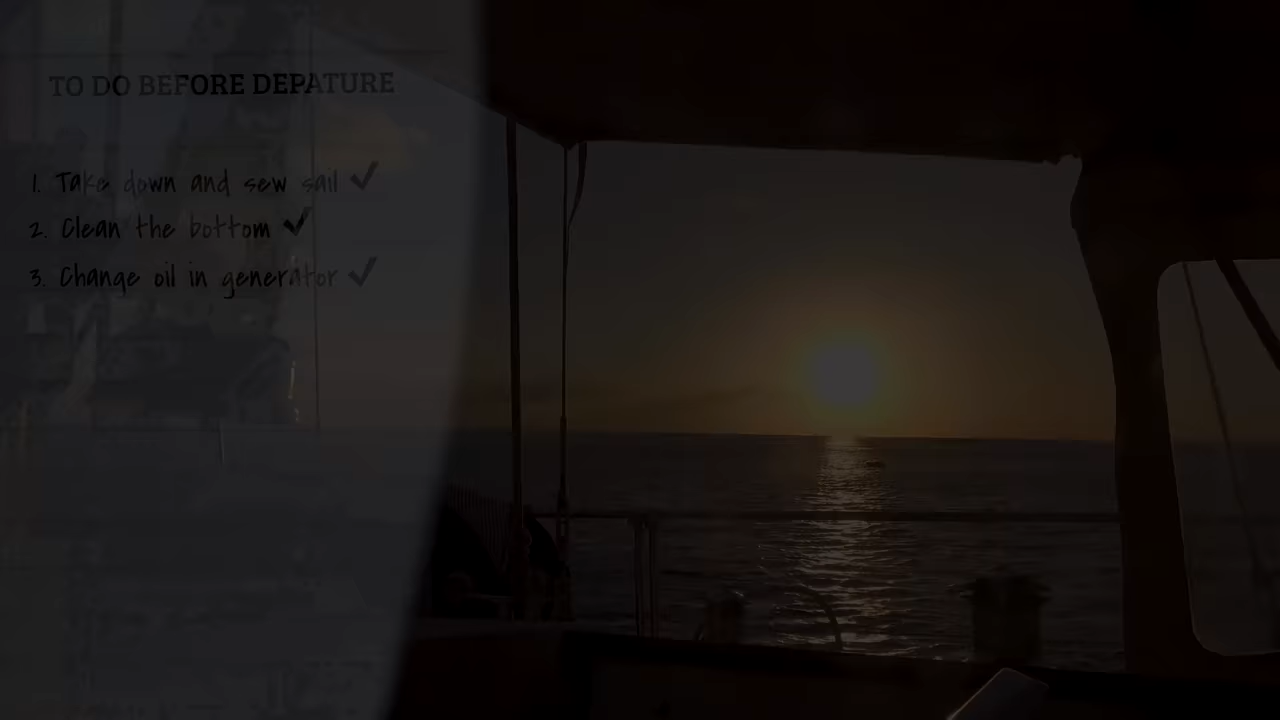 TO DO BEFORE DEPATURE
1. Take down and sew sail ✓
2. Clean the bottom ✓
3. Change oil in generator ✓